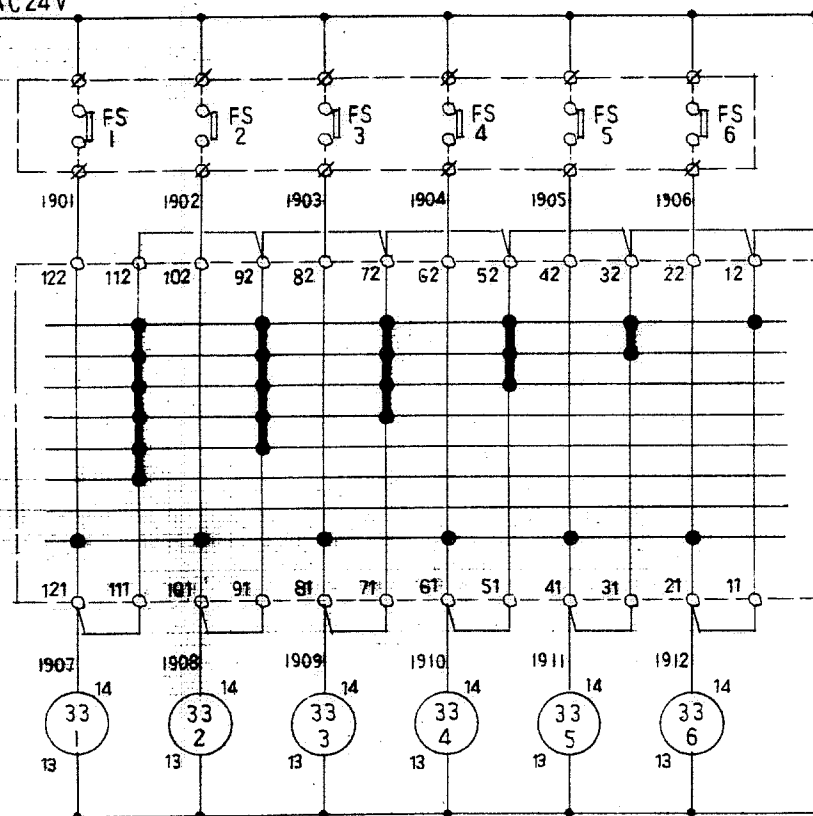 AC24V
FS 1 FS 2 FS 3 FS 4 FS 5 FS 6
1901 1902 1903 1904 1905 1906
122 112 102 92 82 72 62 52 42 32 22 12
121 111 101 91 81 71 61 51 41 31 21 11
1907 1908 1909 1910 1911 1912
14 14 14 14 14 14
33 1 33 2 33 3 33 4 33 5 33 6
13 13 13 13 13 13